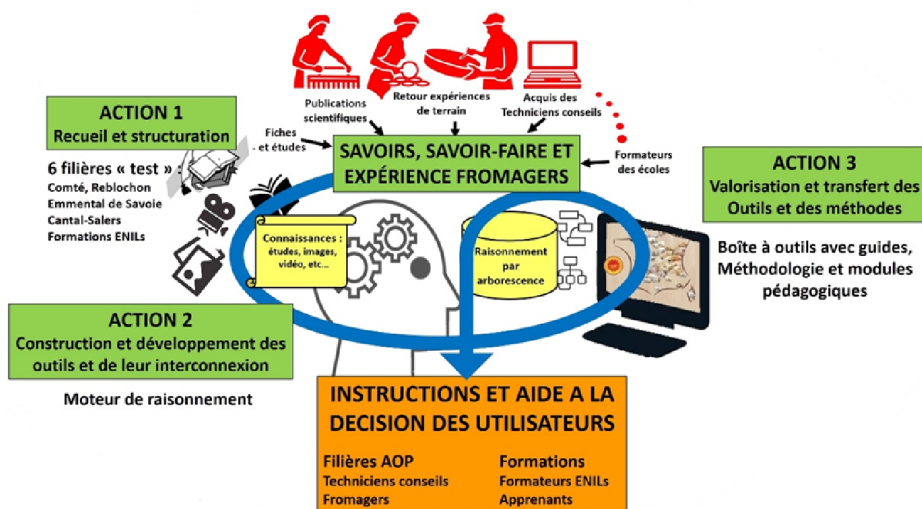 Publications
scientifiques
Retour expériences
de terrain
Acquis des
Techniciens conseils
Fiches
et études
Formateurs
des écoles
SAVOIRS, SAVOIR-FAIRE ET
EXPÉRIENCE FROMAGERS
ACTION 1
Recueil et structuration
6 filières « test » :
Comté, Reblochon
Emmental de Savoie
Cantal-Salers
Formations ENILs
ACTION 3
Valorisation et transfert des
Outils et des méthodes
Boîte à outils avec guides,
Méthodologie et modules
pédagogiques
Connaissances :
études, images,
vidéo, etc...
Raisonnement
par
arborescence
ACTION 2
Construction et développement des
outils et de leur interconnexion
Moteur de raisonnement
INSTRUCTIONS ET AIDE A LA
DECISION DES UTILISATEURS
Filières AOP
Techniciens conseils
Fromagers
Formations
Formateurs ENILs
Apprenants